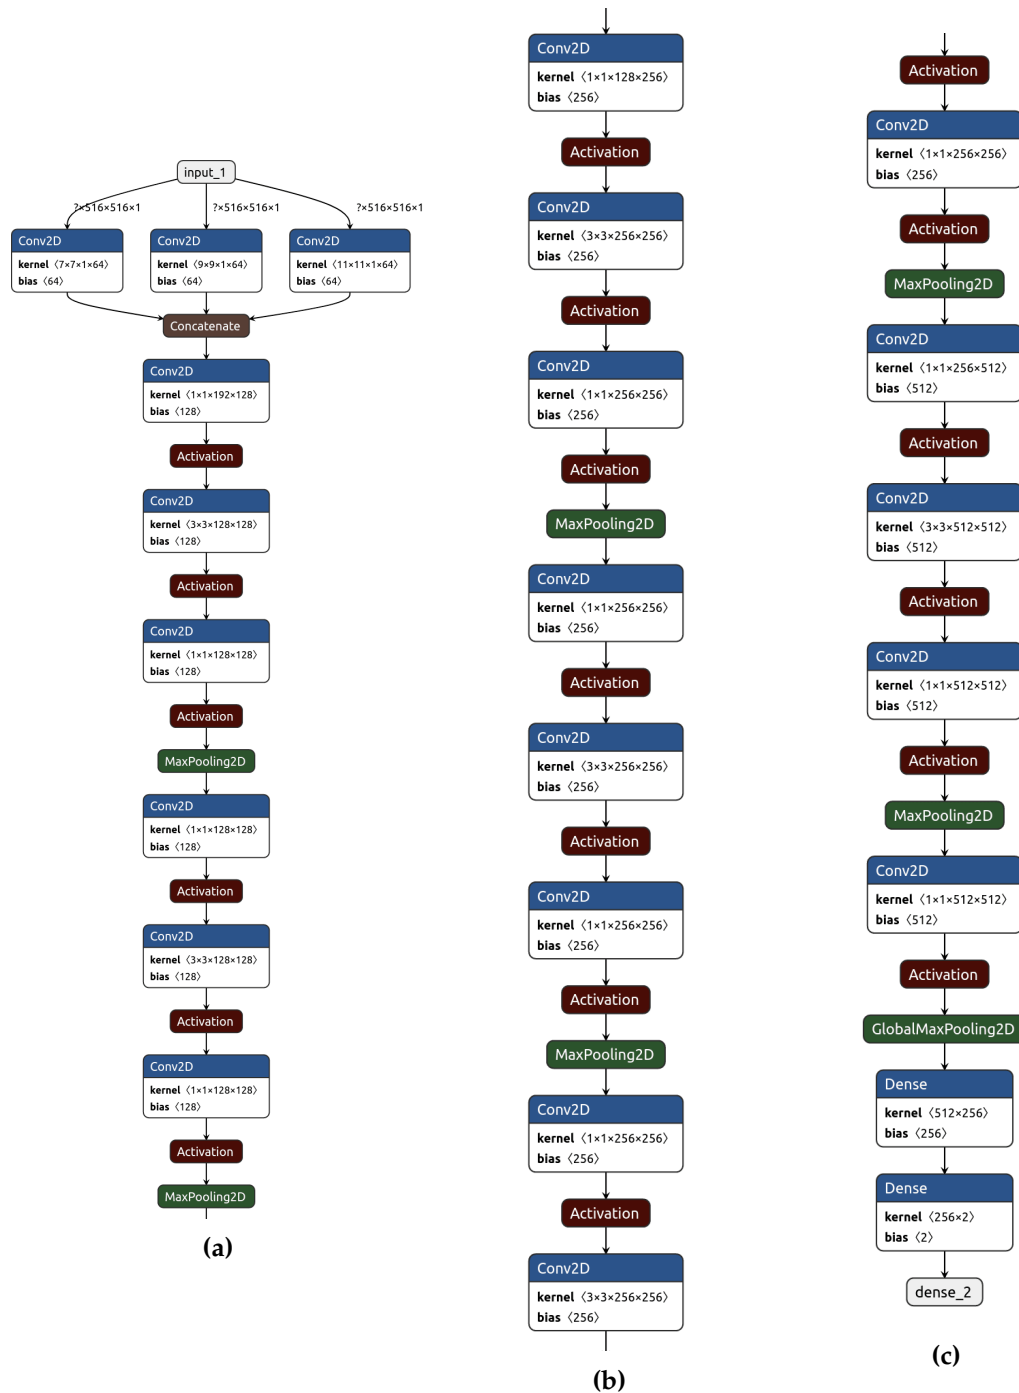 input_1
?×516×516×1
?×516×516×1
?×516×516×1
Conv2D
kernel 〈7×7×1×64〉
bias 〈64〉
Conv2D
kernel 〈9×9×1×64〉
bias 〈64〉
Conv2D
kernel 〈11×11×1×64〉
bias 〈64〉
Concatenate
Conv2D
kernel 〈1×1×192×128〉
bias 〈128〉
Activation
Conv2D
kernel 〈3×3×128×128〉
bias 〈128〉
Activation
Conv2D
kernel 〈1×1×128×128〉
bias 〈128〉
Activation
MaxPooling2D
Conv2D
kernel 〈1×1×128×128〉
bias 〈128〉
Activation
Conv2D
kernel 〈3×3×128×128〉
bias 〈128〉
Activation
Conv2D
kernel 〈1×1×128×128〉
bias 〈128〉
Activation
MaxPooling2D
(a)
Conv2D
kernel 〈1×1×128×256〉
bias 〈256〉
Activation
Conv2D
kernel 〈3×3×256×256〉
bias 〈256〉
Activation
Conv2D
kernel 〈1×1×256×256〉
bias 〈256〉
Activation
MaxPooling2D
Conv2D
kernel 〈1×1×256×256〉
bias 〈256〉
Activation
Conv2D
kernel 〈3×3×256×256〉
bias 〈256〉
Activation
Conv2D
kernel 〈1×1×256×256〉
bias 〈256〉
Activation
MaxPooling2D
Conv2D
kernel 〈1×1×256×256〉
bias 〈256〉
Activation
Conv2D
kernel 〈3×3×256×256〉
bias 〈256〉
(b)
Activation
Conv2D
kernel 〈1×1×256×256〉
bias 〈256〉
Activation
MaxPooling2D
Conv2D
kernel 〈1×1×256×512〉
bias 〈512〉
Activation
Conv2D
kernel 〈3×3×512×512〉
bias 〈512〉
Activation
Conv2D
kernel 〈1×1×512×512〉
bias 〈512〉
Activation
MaxPooling2D
Conv2D
kernel 〈1×1×512×512〉
bias 〈512〉
Activation
GlobalMaxPooling2D
Dense
kernel 〈512×256〉
bias 〈256〉
Dense
kernel 〈256×2〉
bias 〈2〉
dense_2
(c)